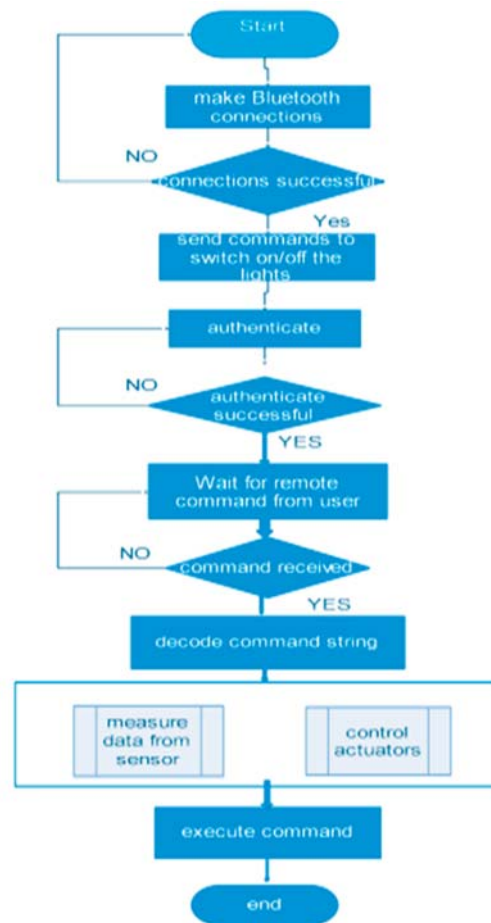 Start
make Bluetooth
connections
NO
connections successful
Yes
send commands to
switch on/off the
lights
authenticate
NO
authenticate
successful
YES
Wait for remote
command from user
NO
command received
YES
decode command string
measure
data from
sensor
control
actuators
execute command
end